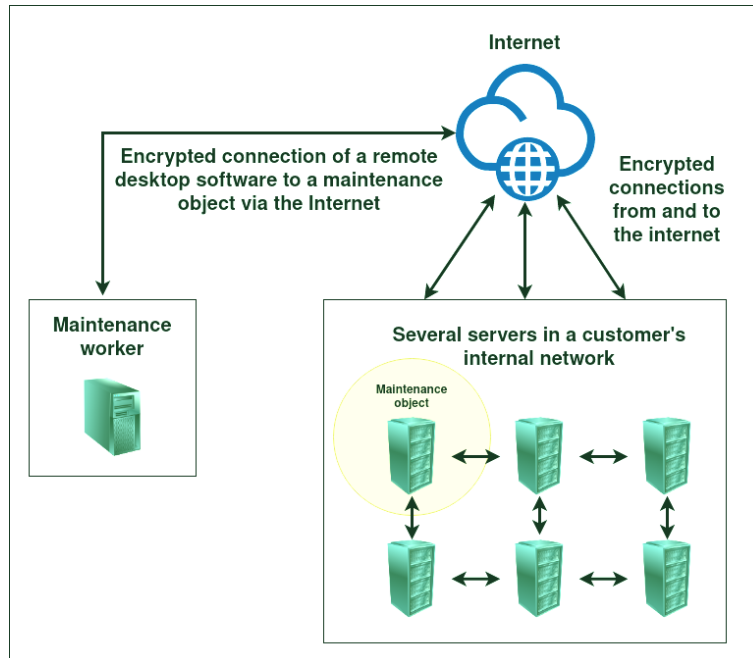 Internet
Encrypted connection of a remote
desktop software to a maintenance
object via the Internet
Encrypted
connections
from and to
the internet
Maintenance
worker
Several servers in a customer's
internal network
Maintenance
object